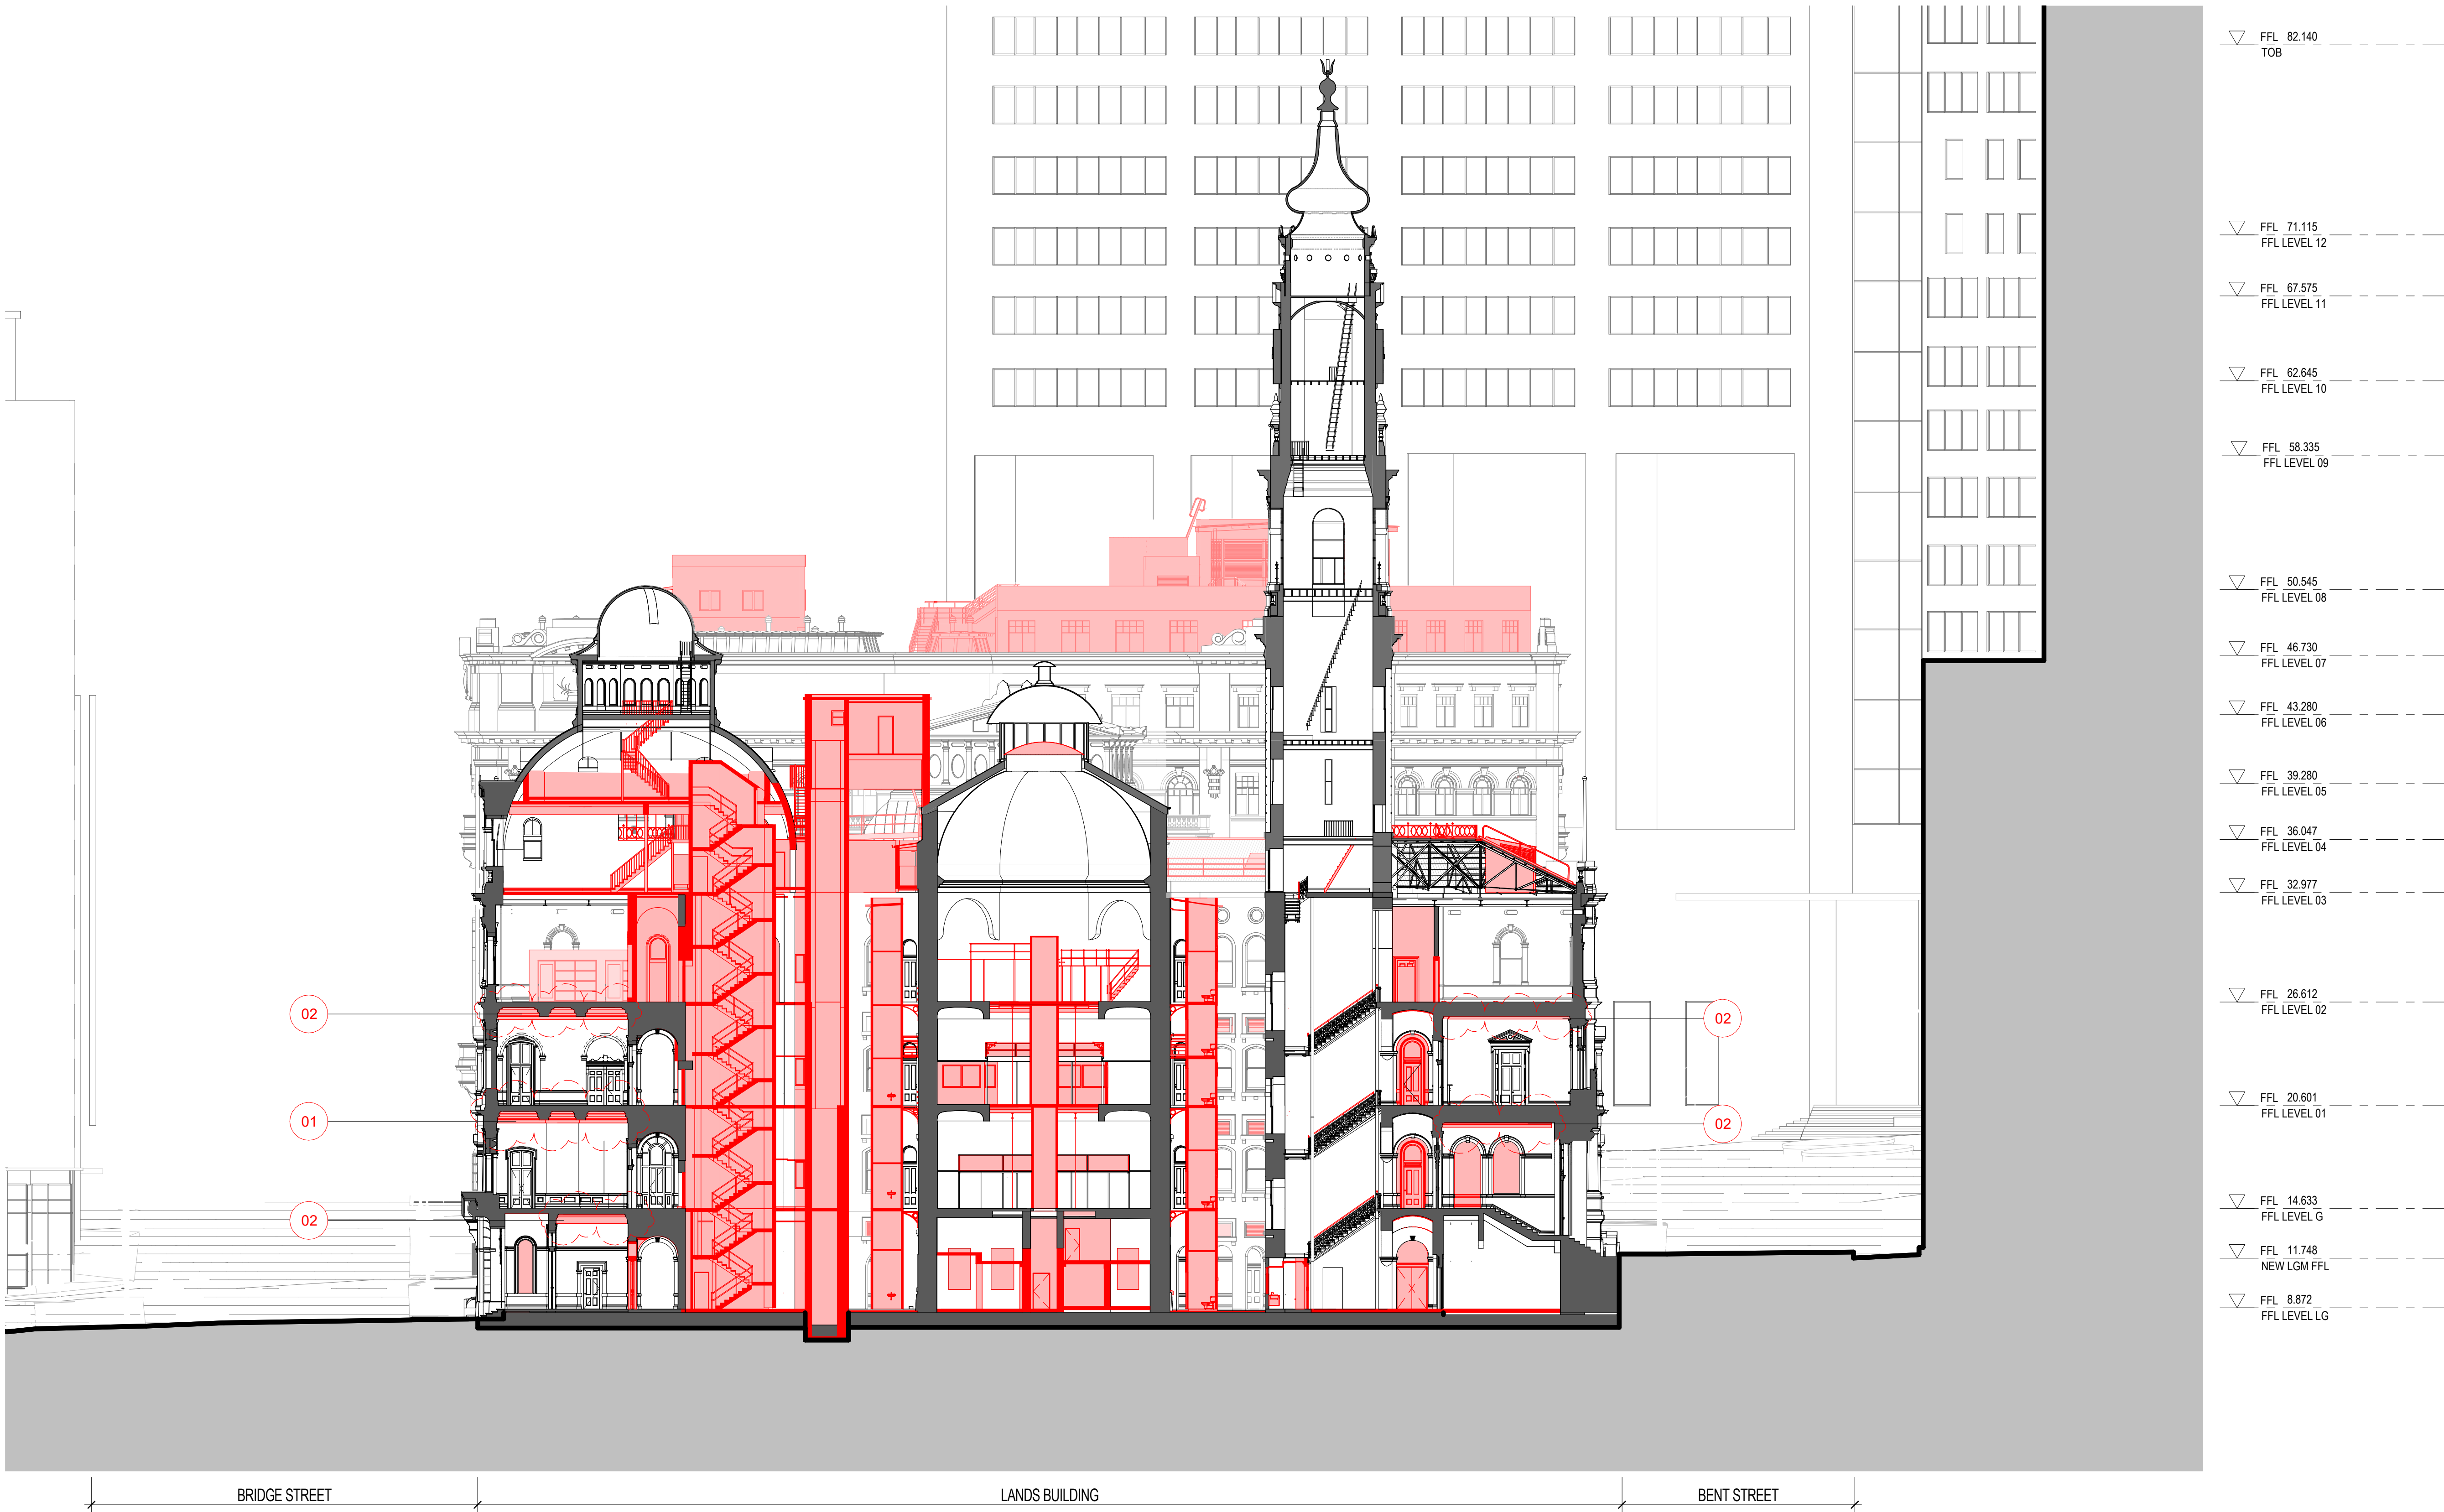 FFL 82.140
TOB
FFL 71.115
FFL LEVEL 12
FFL 67.575
FFL LEVEL 11
FFL 62.645
FFL LEVEL 10
FFL 58.335
FFL LEVEL 09
FFL 50.545
FFL LEVEL 08
FFL 46.730
FFL LEVEL 07
FFL 43.280
FFL LEVEL 06
FFL 39.280
FFL LEVEL 05
FFL 36.047
FFL LEVEL 04
FFL 32.977
FFL LEVEL 03
FFL 26.612
FFL LEVEL 02
02
02
FFL 20.601
FFL LEVEL 01
01
02
FFL 14.633
FFL LEVEL G
02
FFL 11.748
NEW LGM FFL
FFL 8.872
FFL LEVEL LG
BRIDGE STREET
LANDS BUILDING
BENT STREET